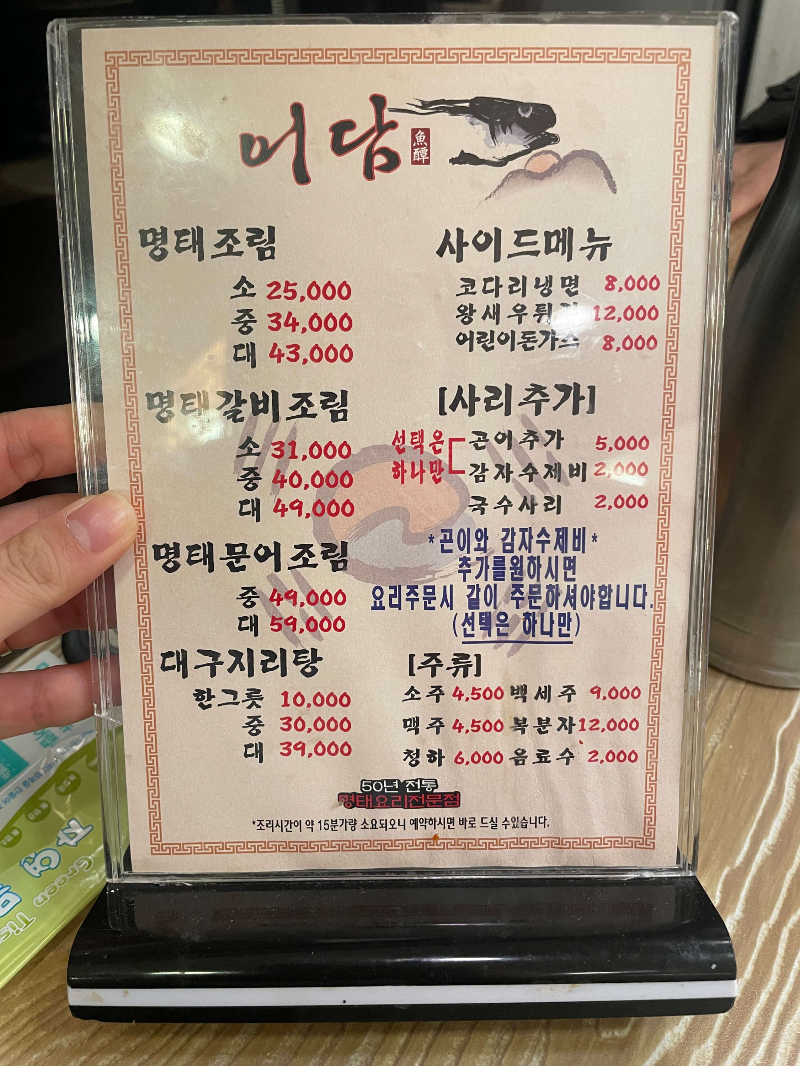 어담
魚譚
명태조림
소 25,000
중 34,000
대 43,000
명태갈비조림
소 31,000
중 40,000
대 49,000
명태문어조림
중 49,000
대 59,000
대구지리탕
한그릇 10,000
중 30,000
대 39,000
사이드메뉴
코다리냉면 8,000
왕새우튀김 12,000
어린이돈가스 8,000
[사리추가]
선택은
하나만
곤이추가 5,000
감자수제비 2,000
국수사리 2,000
*곤이와 감자수제비*
추가를원하시면
요리주문시 같이 주문하셔야합니다.
(선택은 하나만)
[주류]
소주 4,500 백세주 9,000
맥주 4,500 복분자 12,000
청하 6,000 음료수 2,000
50년 전통
명태요리전문점
*조리시간이 약 15분가량 소요되오니 예약하시면 바로 드실 수있습니다.